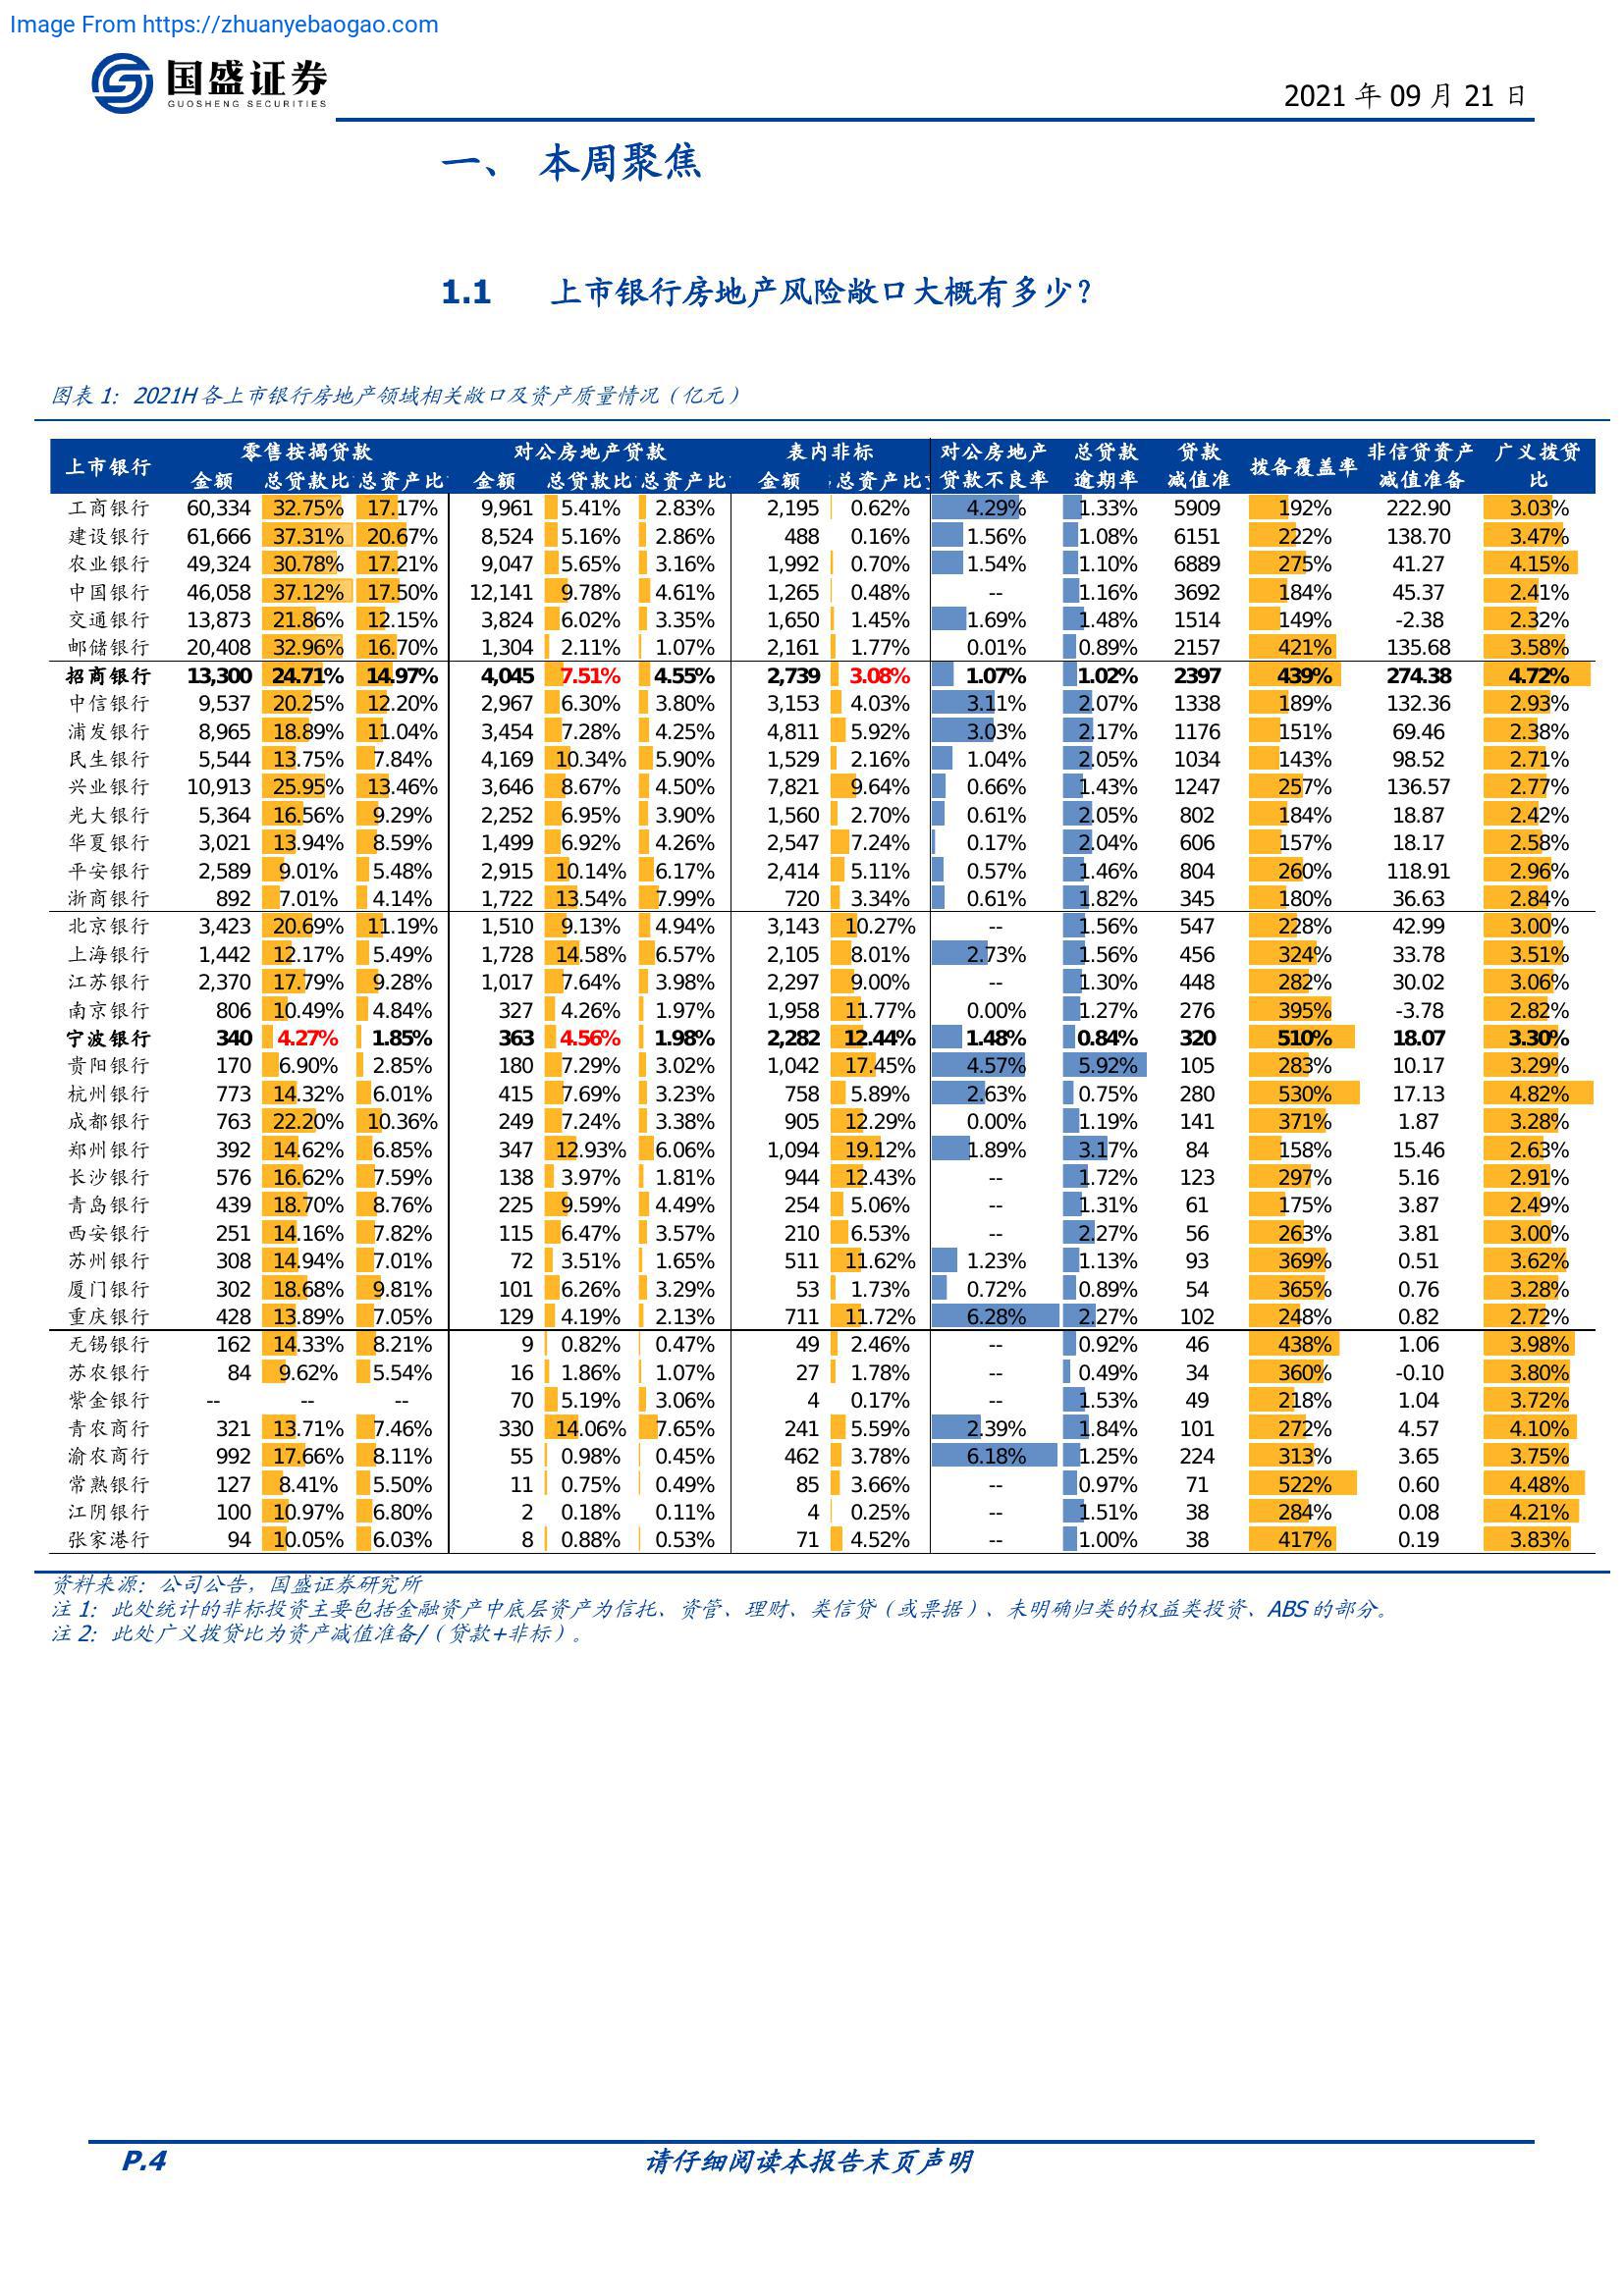 Image From https://zhuanyebaogao.com
国盛证券
GUOSHENG SECURITIES
2021 年 09 月 21 日
一、 本周聚焦
1.1 上市银行房地产风险敞口大概有多少？
图表 1：2021H 各上市银行房地产领域相关敞口及资产质量情况（亿元）
上市银行 零售按揭贷款 对公房地产贷款 表内非标 对公房地产贷款不良率 总贷款逾期率 贷款减值准 拨备覆盖率 非信贷资产减值准备 广义拨贷比
金额 总贷款比 总资产比 金额 总贷款比 总资产比 金额 总资产比
工商银行 60,334 32.75% 17.17% 9,961 5.41% 2.83% 2,195 0.62% 4.29% 1.33% 5909 192% 222.90 3.03%
建设银行 61,666 37.31% 20.67% 8,524 5.16% 2.86% 488 0.16% 1.56% 1.08% 6151 222% 138.70 3.47%
农业银行 49,324 30.78% 17.21% 9,047 5.65% 3.16% 1,992 0.70% 1.54% 1.10% 6889 275% 41.27 4.15%
中国银行 46,058 37.12% 17.50% 12,141 9.78% 4.61% 1,265 0.48% -- 1.16% 3692 184% 45.37 2.41%
交通银行 13,873 21.86% 12.15% 3,824 6.02% 3.35% 1,650 1.45% 1.69% 1.48% 1514 149% -2.38 2.32%
邮储银行 20,408 32.96% 16.70% 1,304 2.11% 1.07% 2,161 1.77% 0.01% 0.89% 2157 421% 135.68 3.58%
招商银行 13,300 24.71% 14.97% 4,045 7.51% 4.55% 2,739 3.08% 1.07% 1.02% 2397 439% 274.38 4.72%
中信银行 9,537 20.25% 12.20% 2,967 6.30% 3.80% 3,153 4.03% 3.11% 2.07% 1338 189% 132.36 2.93%
浦发银行 8,965 18.89% 11.04% 3,454 7.28% 4.25% 4,811 5.92% 3.03% 2.17% 1176 151% 69.46 2.38%
民生银行 5,544 13.75% 7.84% 4,169 10.34% 5.90% 1,529 2.16% 1.04% 2.05% 1034 143% 98.52 2.71%
兴业银行 10,913 25.95% 13.46% 3,646 8.67% 4.50% 7,821 9.64% 0.66% 1.43% 1247 257% 136.57 2.77%
光大银行 5,364 16.56% 9.29% 2,252 6.95% 3.90% 1,560 2.70% 0.61% 2.05% 802 184% 18.87 2.42%
华夏银行 3,021 13.94% 8.59% 1,499 6.92% 4.26% 2,547 7.24% 0.17% 2.04% 606 157% 18.17 2.58%
平安银行 2,589 9.01% 5.48% 2,915 10.14% 6.17% 2,414 5.11% 0.57% 1.46% 804 260% 118.91 2.96%
浙商银行 892 7.01% 4.14% 1,722 13.54% 7.99% 720 3.34% 0.61% 1.82% 345 180% 36.63 2.84%
北京银行 3,423 20.69% 11.19% 1,510 9.13% 4.94% 3,143 10.27% -- 1.56% 547 228% 42.99 3.00%
上海银行 1,442 12.17% 5.49% 1,728 14.58% 6.57% 2,105 8.01% 2.73% 1.56% 456 324% 33.78 3.51%
江苏银行 2,370 17.79% 9.28% 1,017 7.64% 3.98% 2,297 9.00% -- 1.30% 448 282% 30.02 3.06%
南京银行 806 10.49% 4.84% 327 4.26% 1.97% 1,958 11.77% 0.00% 1.27% 276 395% -3.78 2.82%
宁波银行 340 4.27% 1.85% 363 4.56% 1.98% 2,282 12.44% 1.48% 0.84% 320 510% 18.07 3.30%
贵阳银行 170 6.90% 2.85% 180 7.29% 3.02% 1,042 17.45% 4.57% 5.92% 105 283% 10.17 3.29%
杭州银行 773 14.32% 6.01% 415 7.69% 3.23% 758 5.89% 2.63% 0.75% 280 530% 17.13 4.82%
成都银行 763 22.20% 10.36% 249 7.24% 3.38% 905 12.29% 0.00% 1.19% 141 371% 1.87 3.28%
郑州银行 392 14.62% 6.85% 347 12.93% 6.06% 1,094 19.12% 1.89% 3.17% 84 158% 15.46 2.63%
长沙银行 576 16.62% 7.59% 138 3.97% 1.81% 944 12.43% -- 1.72% 123 297% 5.16 2.91%
青岛银行 439 18.70% 8.76% 225 9.59% 4.49% 254 5.06% -- 1.31% 61 175% 3.87 2.49%
西安银行 251 14.16% 7.82% 115 6.47% 3.57% 210 6.53% -- 2.27% 56 263% 3.81 3.00%
苏州银行 308 14.94% 7.01% 72 3.51% 1.65% 511 11.62% 1.23% 1.13% 93 369% 0.51 3.62%
厦门银行 302 18.68% 9.81% 101 6.26% 3.29% 53 1.73% 0.72% 0.89% 54 365% 0.76 3.28%
重庆银行 428 13.89% 7.05% 129 4.19% 2.13% 711 11.72% 6.28% 2.27% 102 248% 0.82 2.72%
无锡银行 162 14.33% 8.21% 9 0.82% 0.47% 49 2.46% -- 0.92% 46 438% 1.06 3.98%
苏农银行 84 9.62% 5.54% 16 1.86% 1.07% 27 1.78% -- 0.49% 34 360% -0.10 3.80%
紫金银行 -- -- -- 70 5.19% 3.06% 4 0.17% -- 1.53% 49 218% 1.04 3.72%
青农商行 321 13.71% 7.46% 330 14.06% 7.65% 241 5.59% 2.39% 1.84% 101 272% 4.57 4.10%
渝农商行 992 17.66% 8.11% 55 0.98% 0.45% 462 3.78% 6.18% 1.25% 224 313% 3.65 3.75%
常熟银行 127 8.41% 5.50% 11 0.75% 0.49% 85 3.66% -- 0.97% 71 522% 0.60 4.48%
江阴银行 100 10.97% 6.80% 2 0.18% 0.11% 4 0.25% -- 1.51% 38 284% 0.08 4.21%
张家港行 94 10.05% 6.03% 8 0.88% 0.53% 71 4.52% -- 1.00% 38 417% 0.19 3.83%
资料来源：公司公告，国盛证券研究所
注 1：此处统计的非标投资主要包括金融资产中底层资产为信托、资管、理财、类信贷（或票据）、未明确归类的权益类投资、ABS 的部分。
注 2：此处广义拨贷比为资产减值准备/（贷款+非标）。
P.4 请仔细阅读本报告末页声明